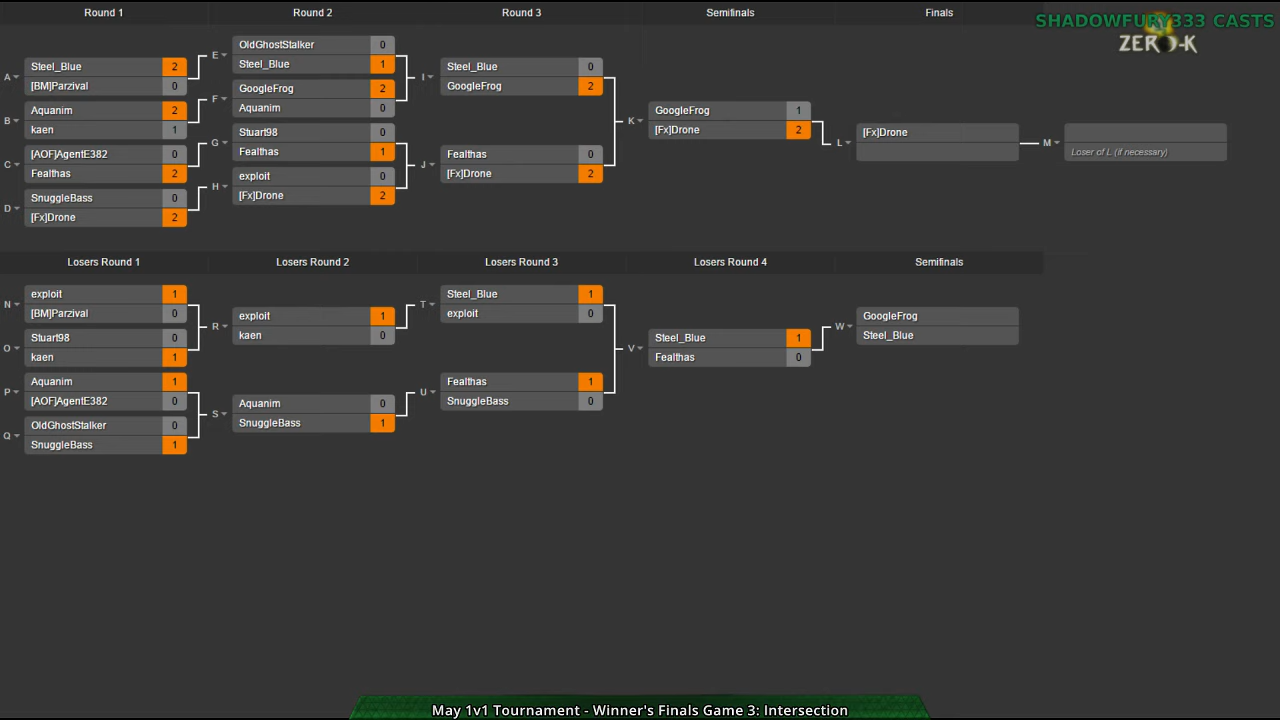 Round 1
Round 2
Round 3
Semifinals
Finals
SHADOWFURY333 CASTS
ZERO-K
A
Steel_Blue 2
[BM]Parzival 0
B
Aquanim 2
kaen 1
C
[AOF]AgentE382 0
Fealthas 2
D
SnuggleBass 0
[Fx]Drone 2
E
OldGhostStalker 0
Steel_Blue 1
F
GoogleFrog 2
Aquanim 0
G
Stuart98 0
Fealthas 1
H
exploit 0
[Fx]Drone 2
I
Steel_Blue 0
GoogleFrog 2
J
Fealthas 0
[Fx]Drone 2
K
GoogleFrog 1
[Fx]Drone 2
L
[Fx]Drone
M
Loser of L (if necessary)
Losers Round 1
Losers Round 2
Losers Round 3
Losers Round 4
Semifinals
N
exploit 1
[BM]Parzival 0
O
Stuart98 0
kaen 1
P
Aquanim 1
[AOF]AgentE382 0
Q
OldGhostStalker 0
SnuggleBass 1
R
exploit 1
kaen 0
S
Aquanim 0
SnuggleBass 1
T
Steel_Blue 1
exploit 0
U
Fealthas 1
SnuggleBass 0
V
Steel_Blue 1
Fealthas 0
W
GoogleFrog
Steel_Blue
May 1v1 Tournament - Winner's Finals Game 3: Intersection